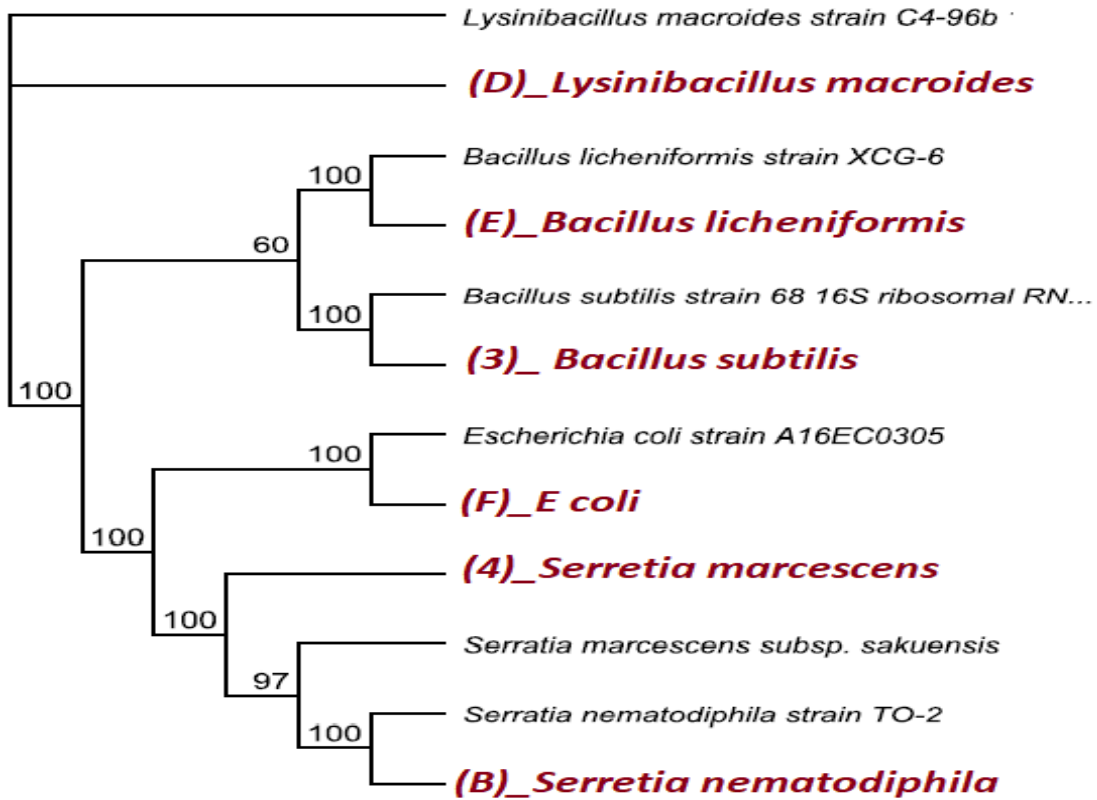 Lysinibacillus macroides strain C4-96b
(D)_Lysinibacillus macroides
Bacillus licheniformis strain XCG-6
100
(E)_Bacillus licheniformis
60
Bacillus subtilis strain 68 16S ribosomal RN...
100
(3)_ Bacillus subtilis
100
Escherichia coli strain A16EC0305
100
(F)_E coli
100
(4)_Serretia marcescens
100
Serratia marcescens subsp. sakuensis
97
Serratia nematodiphila strain TO-2
100
(B)_Serretia nematodiphila